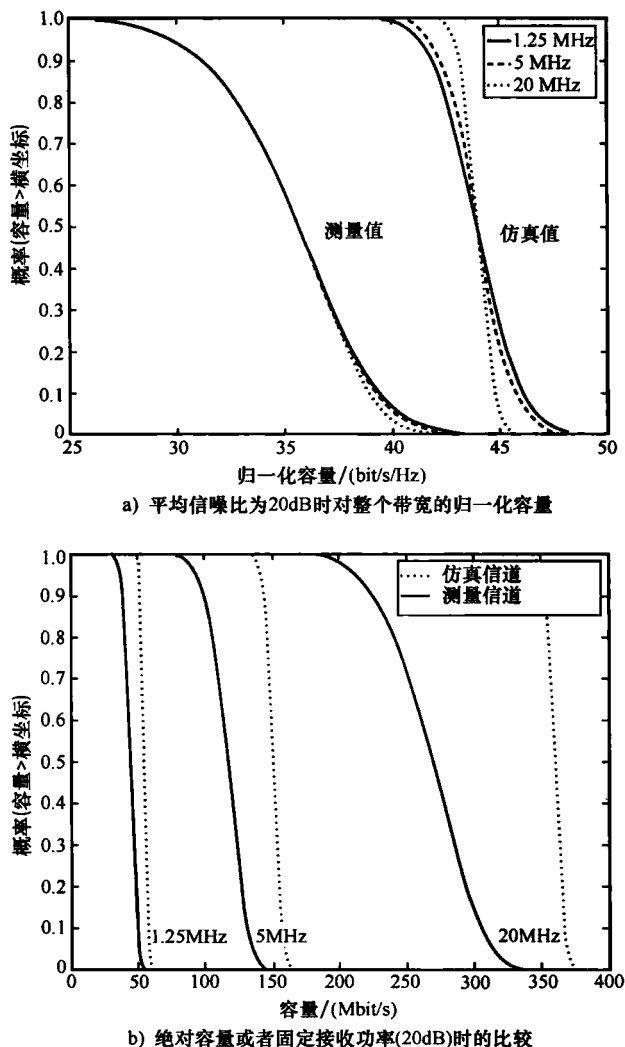 1.0
0.9
0.8
0.7
0.6
0.5
0.4
0.3
0.2
0.1
0
概率(容量>横坐标)
1.25 MHz
5 MHz
20 MHz
测量值
仿真值
25 30 35 40 45 50
归一化容量/(bit/s/Hz)
a) 平均信噪比为20dB时对整个带宽的归一化容量
1.0
0.9
0.8
0.7
0.6
0.5
0.4
0.3
0.2
0.1
0
概率(容量>横坐标)
仿真信道
测量信道
1.25MHz
5MHz
20MHz
0 50 100 150 200 250 300 350 400
容量/(Mbit/s)
b) 绝对容量或者固定接收功率(20dB)时的比较